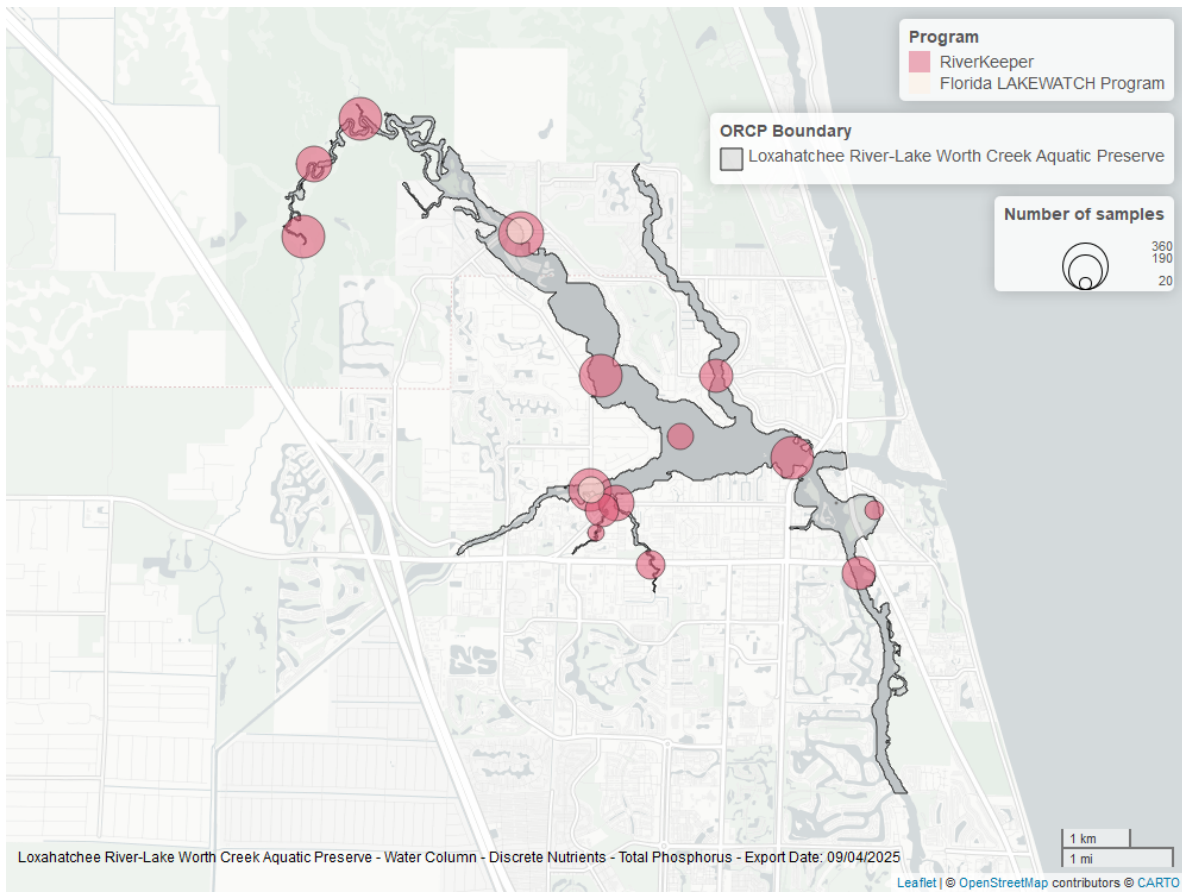 Program
RiverKeeper
Florida LAKEWATCH Program
ORCP Boundary
Loxahatchee River-Lake Worth Creek Aquatic Preserve
Number of samples
360
190
20
1 km
1 mi
Loxahatchee River-Lake Worth Creek Aquatic Preserve - Water Column - Discrete Nutrients - Total Phosphorus - Export Date: 09/04/2025
Leaflet | © OpenStreetMap contributors © CARTO